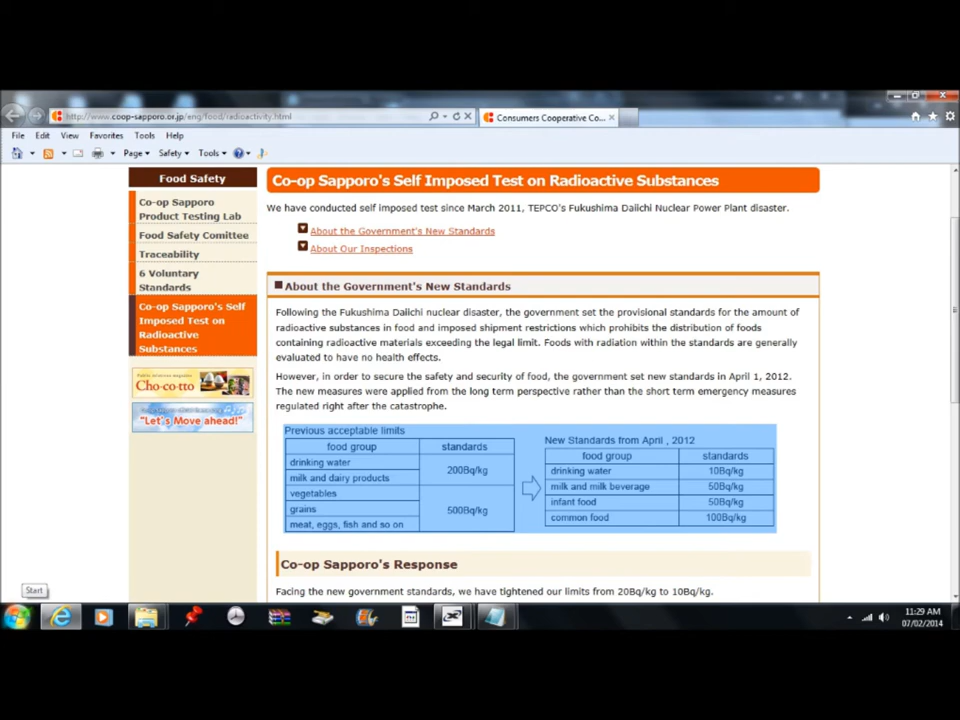 http://www.coop-sapporo.or.jp/eng/food/radioactivity.html
Consumers Cooperative Co...
File Edit View Favorites Tools Help
Page Safety Tools
Food Safety
Co-op Sapporo
Product Testing Lab
Food Safety Comittee
Traceability
6 Voluntary
Standards
Co-op Sapporo's Self
Imposed Test on
Radioactive
Substances
Cho-co-tto
"Let's Move ahead!"
Co-op Sapporo's Self Imposed Test on Radioactive Substances
We have conducted self imposed test since March 2011, TEPCO's Fukushima Daiichi Nuclear Power Plant disaster.
About the Government's New Standards
About Our Inspections
About the Government's New Standards
Following the Fukushima Daiichi nuclear disaster, the government set the provisional standards for the amount of
radioactive substances in food and imposed shipment restrictions which prohibits the distribution of foods
containing radioactive materials exceeding the legal limit. Foods with radiation within the standards are generally
evaluated to have no health effects.
However, in order to secure the safety and security of food, the government set new standards in April 1, 2012.
The new measures were applied from the long term perspective rather than the short term emergency measures
regulated right after the catastrophe.
Previous acceptable limits
food group standards
drinking water
milk and dairy products
200Bq/kg
vegetables
grains
meat, eggs, fish and so on
500Bq/kg
New Standards from April , 2012
food group standards
drinking water 10Bq/kg
milk and milk beverage 50Bq/kg
infant food 50Bq/kg
common food 100Bq/kg
Co-op Sapporo's Response
Facing the new government standards, we have tightened our limits from 20Bq/kg to 10Bq/kg.
Start
11:29 AM
07/02/2014